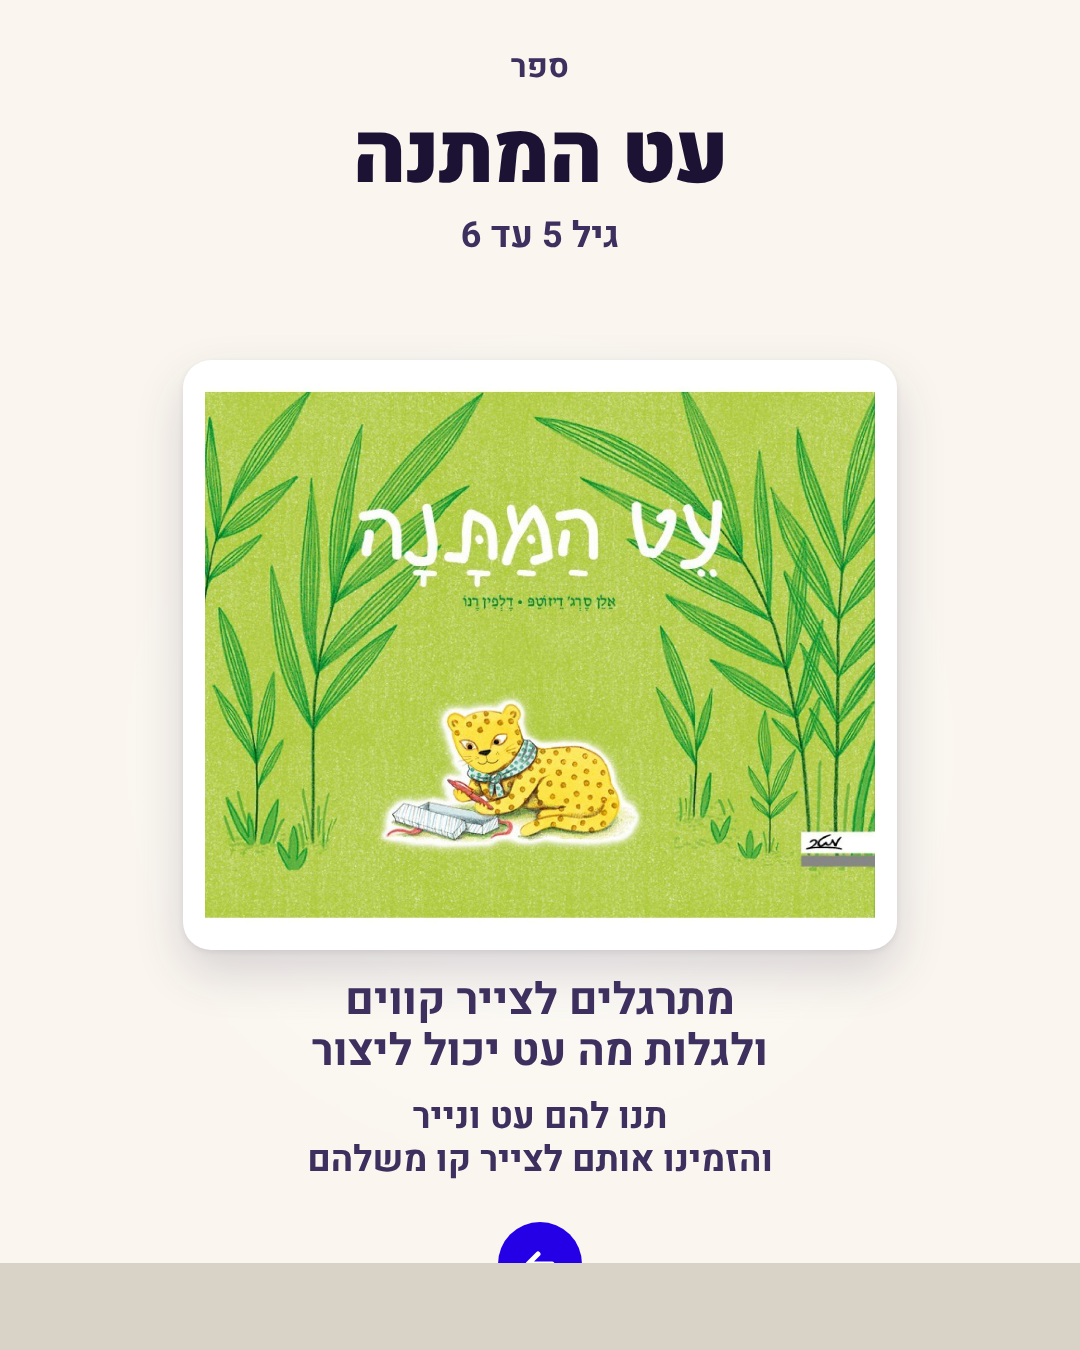 ספר
עט המתנה
גיל 5 עד 6
עֵט הַמַּתָּנָה
אַלַן סֶרְג׳ דִיזוֹטַפּ • דֶלְפִין רֶנוֹ
מתרגלים לצייר קווים
ולגלות מה עט יכול ליצור
תנו להם עט ונייר
והזמינו אותם לצייר קו משלהם